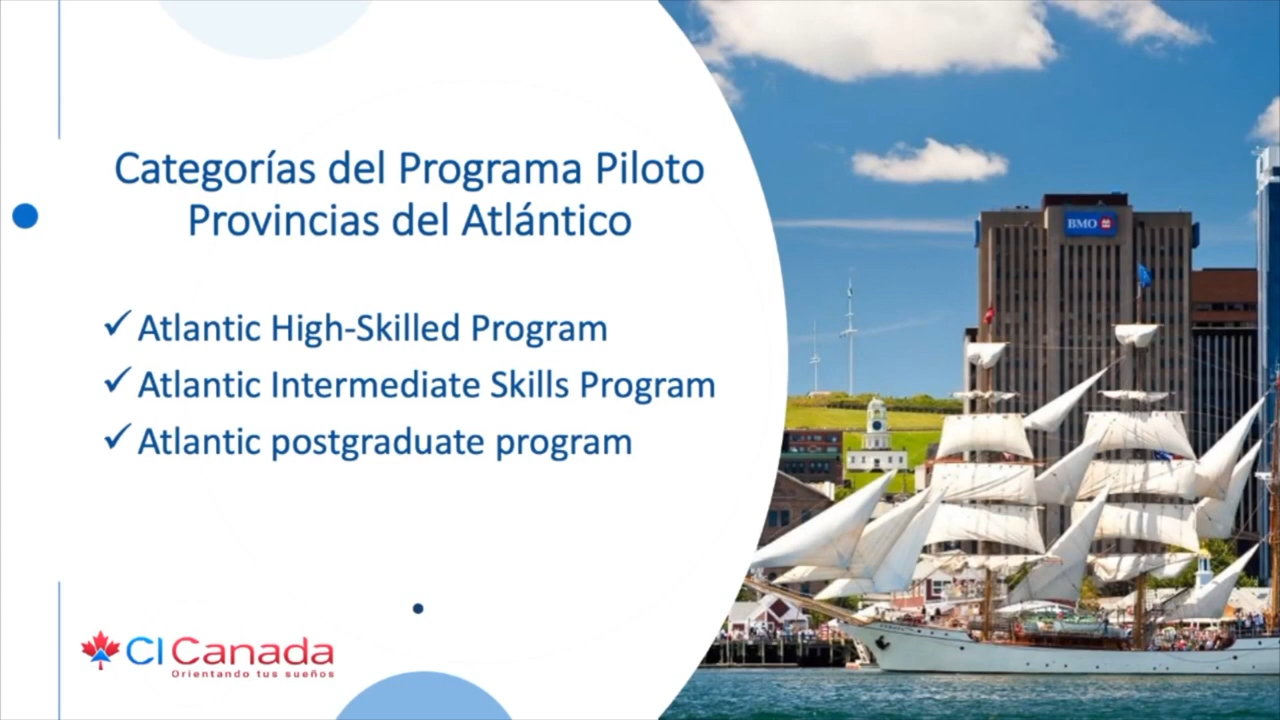 Categorías del Programa Piloto
Provincias del Atlántico
Atlantic High-Skilled Program
Atlantic Intermediate Skills Program
Atlantic postgraduate program
CI Canada
Orientando tus sueños
BMO